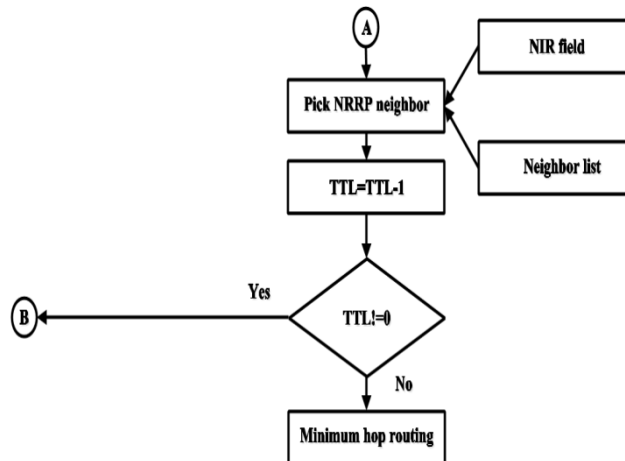 A
NIR field
Pick NRRP neighbor
Neighbor list
TTL=TTL-1
Yes
B
TTL!=0
No
Minimum hop routing